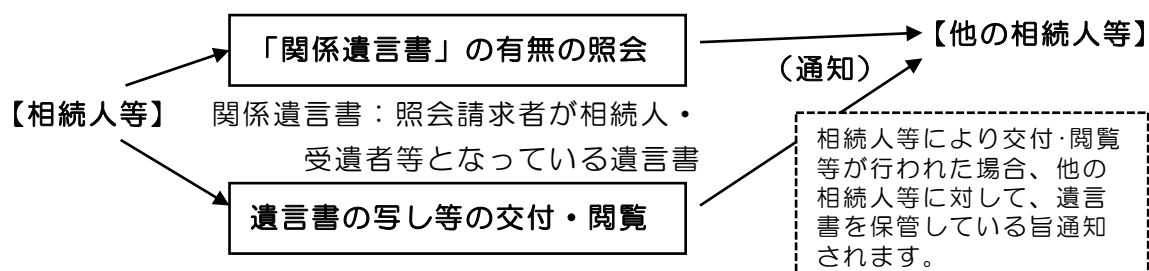 「関係遺言書」の有無の照会
【他の相続人等】
（通知）
【相続人等】
関係遺言書：照会請求者が相続人・
受遺者等となっている遺言書
遺言書の写し等の交付・閲覧
相続人等により交付･閲覧
等が行われた場合、他の
相続人等に対して、遺言
書を保管している旨通知
されます。